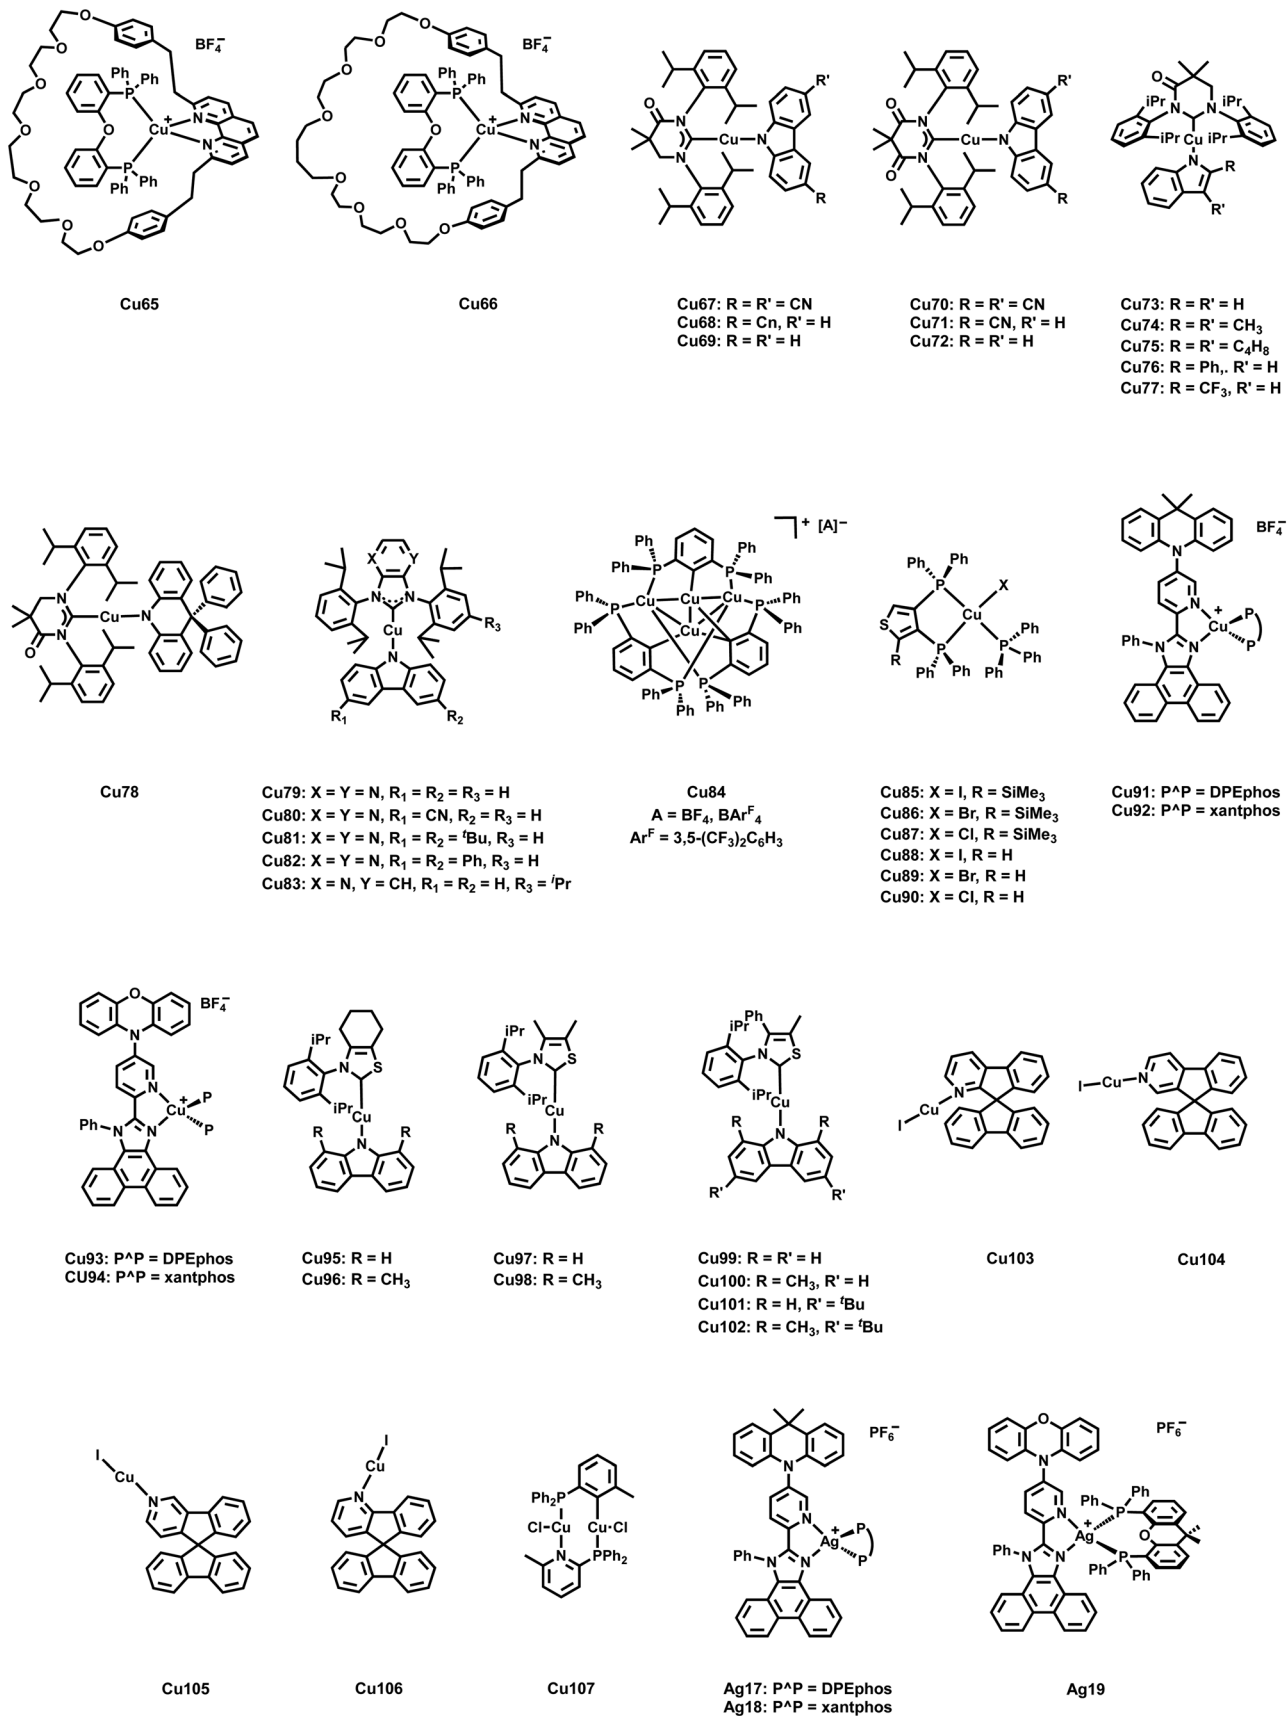 BF₄⁻
BF₄⁻
Cu65
Cu66
Cu67: R = R' = CN
Cu68: R = Cn, R' = H
Cu69: R = R' = H
Cu70: R = R' = CN
Cu71: R = CN, R' = H
Cu72: R = R' = H
Cu73: R = R' = H
Cu74: R = R' = CH₃
Cu75: R = R' = C₄H₈
Cu76: R = Ph,. R' = H
Cu77: R = CF₃, R' = H
+ [A]−
BF₄⁻
Cu78
Cu79: X = Y = N, R₁ = R₂ = R₃ = H
Cu80: X = Y = N, R₁ = CN, R₂ = R₃ = H
Cu81: X = Y = N, R₁ = R₂ = ᵗBu, R₃ = H
Cu82: X = Y = N, R₁ = R₂ = Ph, R₃ = H
Cu83: X = N, Y = CH, R₁ = R₂ = H, R₃ = ⁱPr
Cu84
A = BF₄, BArF₄
ArF = 3,5-(CF₃)₂C₆H₃
Cu85: X = I, R = SiMe₃
Cu86: X = Br, R = SiMe₃
Cu87: X = Cl, R = SiMe₃
Cu88: X = I, R = H
Cu89: X = Br, R = H
Cu90: X = Cl, R = H
Cu91: P^P = DPEphos
Cu92: P^P = xantphos
BF₄⁻
Cu93: P^P = DPEphos
CU94: P^P = xantphos
Cu95: R = H
Cu96: R = CH₃
Cu97: R = H
Cu98: R = CH₃
Cu99: R = R' = H
Cu100: R = CH₃, R' = H
Cu101: R = H, R' = ᵗBu
Cu102: R = CH₃, R' = ᵗBu
Cu103
Cu104
PF₆⁻
PF₆⁻
Cu105
Cu106
Cu107
Ag17: P^P = DPEphos
Ag18: P^P = xantphos
Ag19